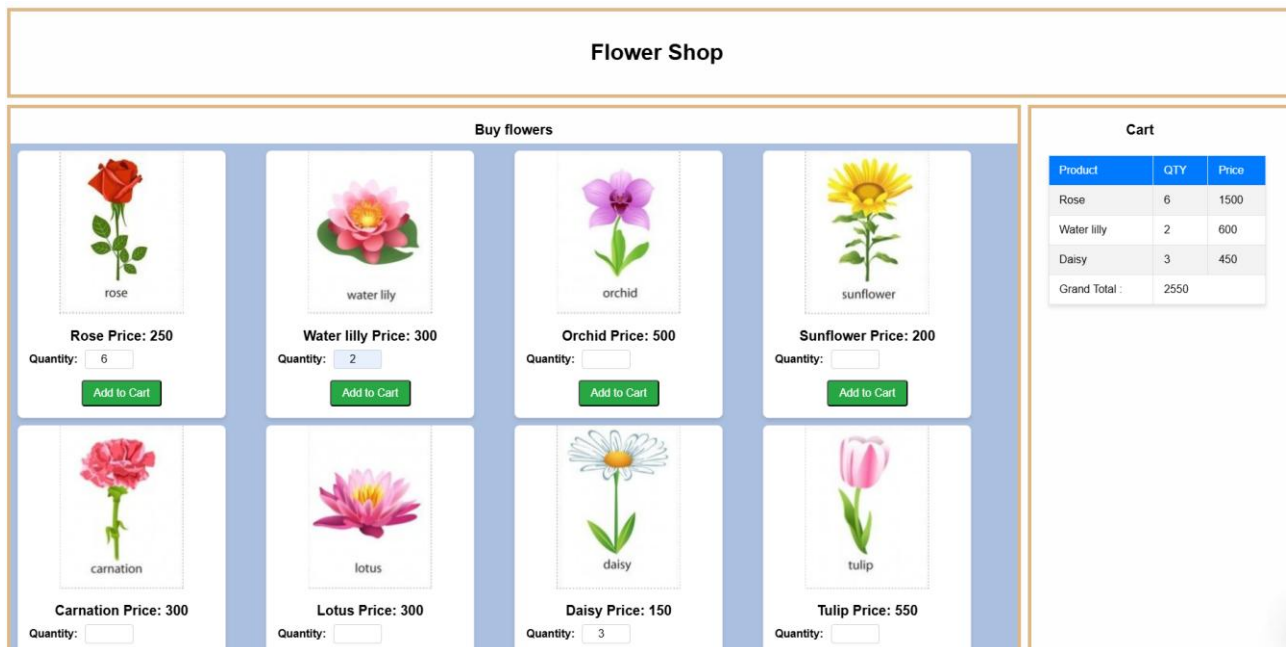 Flower Shop
Buy flowers
rose
water lily
orchid
sunflower
Rose Price: 250
Water lilly Price: 300
Orchid Price: 500
Sunflower Price: 200
Quantity: 6
Quantity: 2
Quantity:
Quantity:
Add to Cart
Add to Cart
Add to Cart
Add to Cart
carnation
lotus
daisy
tulip
Carnation Price: 300
Lotus Price: 300
Daisy Price: 150
Tulip Price: 550
Quantity:
Quantity:
Quantity: 3
Quantity:
Cart
Product QTY Price
Rose 6 1500
Water lilly 2 600
Daisy 3 450
Grand Total : 2550